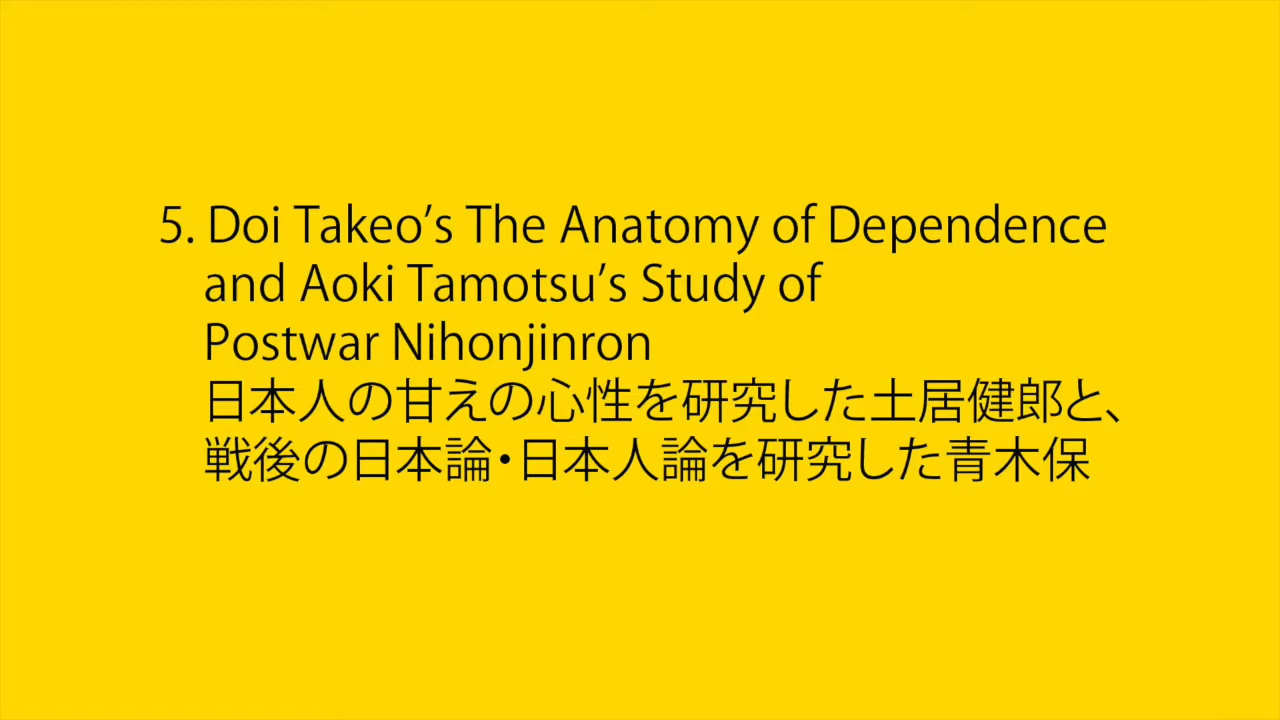 5. Doi Takeo’s The Anatomy of Dependence
and Aoki Tamotsu’s Study of
Postwar Nihonjinron
日本人の甘えの心性を研究した土居健郎と、
戦後の日本論・日本人論を研究した青木保